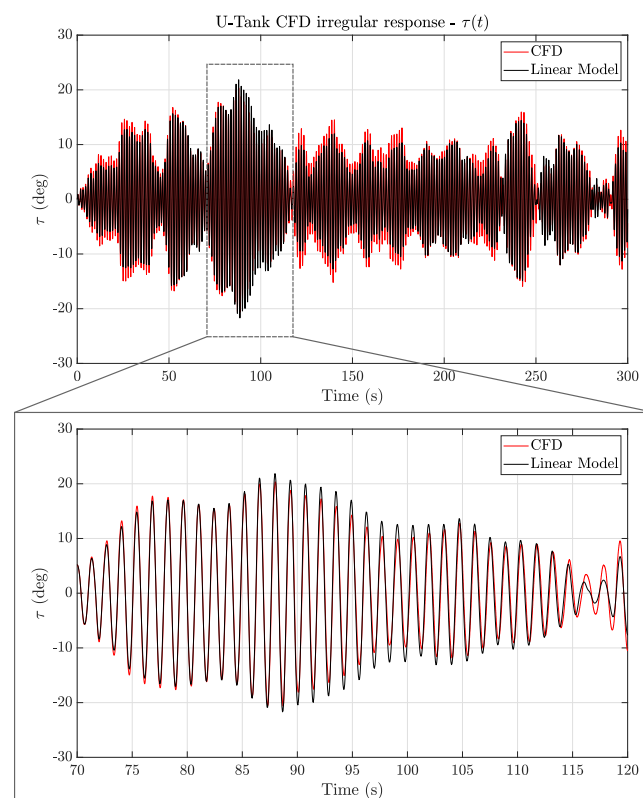 U-Tank CFD irregular response - τ(t)
CFD
Linear Model
30
20
10
0
-10
-20
-30
τ (deg)
0 50 100 150 200 250 300
Time (s)
CFD
Linear Model
30
20
10
0
-10
-20
-30
τ (deg)
70 75 80 85 90 95 100 105 110 115 120
Time (s)